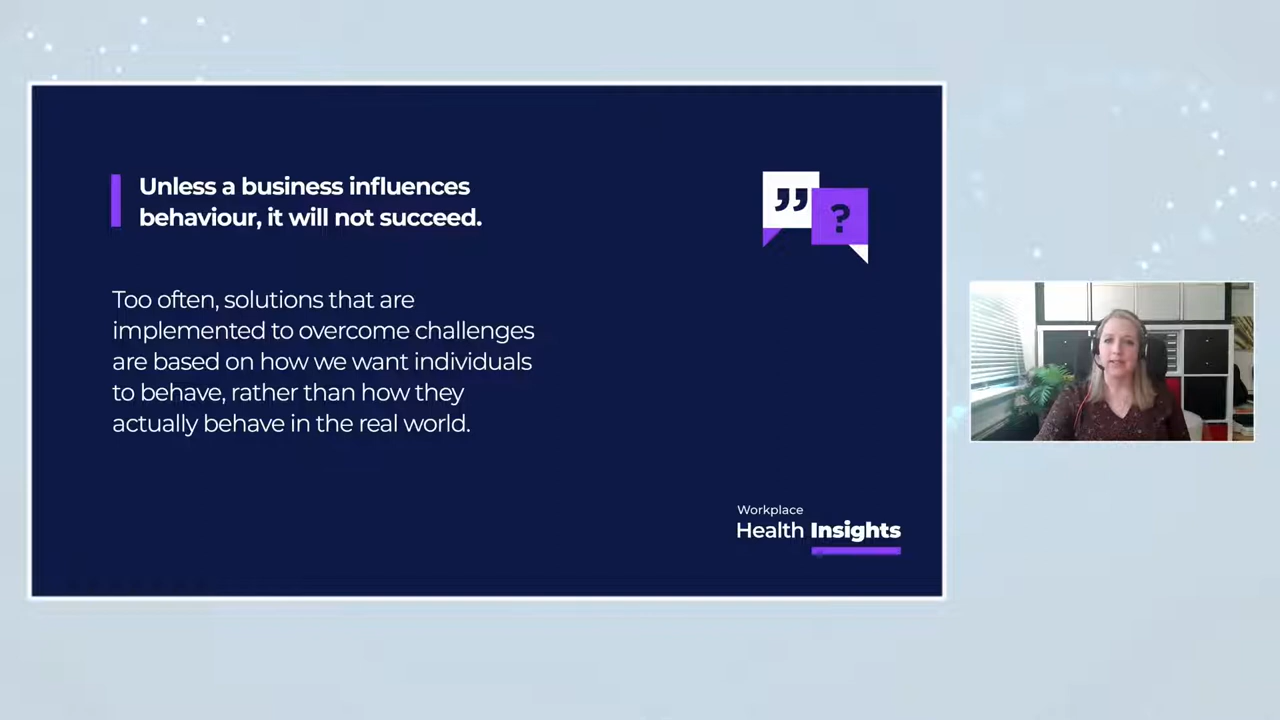 Unless a business influences
behaviour, it will not succeed.
Too often, solutions that are
implemented to overcome challenges
are based on how we want individuals
to behave, rather than how they
actually behave in the real world.
”
?
Workplace
Health Insights